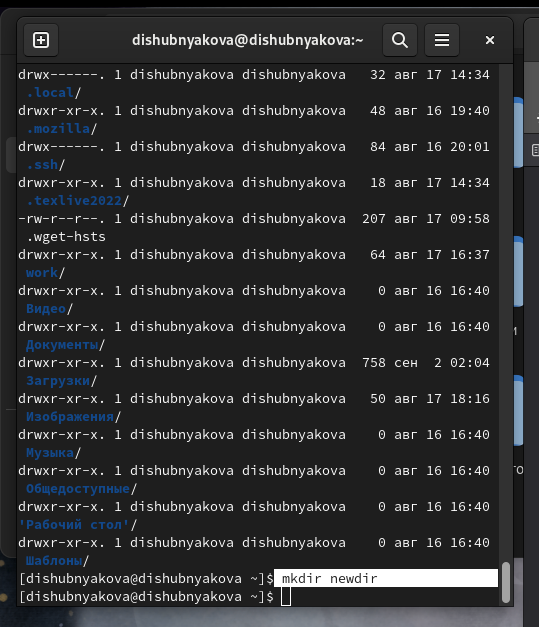 dishubnyakova@dishubnyakova:~
drwx------. 1 dishubnyakova dishubnyakova   32 авг 17 14:34
.local/
drwxr-xr-x. 1 dishubnyakova dishubnyakova   48 авг 16 19:40
.mozilla/
drwx------. 1 dishubnyakova dishubnyakova   84 авг 16 20:01
.ssh/
drwxr-xr-x. 1 dishubnyakova dishubnyakova   18 авг 17 14:34
.texlive2022/
-rw-r--r--. 1 dishubnyakova dishubnyakova  207 авг 17 09:58
.wget-hsts
drwxr-xr-x. 1 dishubnyakova dishubnyakova   64 авг 17 16:37
work/
drwxr-xr-x. 1 dishubnyakova dishubnyakova    0 авг 16 16:40
Видео/
drwxr-xr-x. 1 dishubnyakova dishubnyakova    0 авг 16 16:40
Документы/
drwxr-xr-x. 1 dishubnyakova dishubnyakova  758 сен  2 02:04
Загрузки/
drwxr-xr-x. 1 dishubnyakova dishubnyakova   50 авг 17 18:16
Изображения/
drwxr-xr-x. 1 dishubnyakova dishubnyakova    0 авг 16 16:40
Музыка/
drwxr-xr-x. 1 dishubnyakova dishubnyakova    0 авг 16 16:40
Общедоступные/
drwxr-xr-x. 1 dishubnyakova dishubnyakova    0 авг 16 16:40
'Рабочий стол'/
drwxr-xr-x. 1 dishubnyakova dishubnyakova    0 авг 16 16:40
Шаблоны/
[dishubnyakova@dishubnyakova ~]$ mkdir newdir
[dishubnyakova@dishubnyakova ~]$